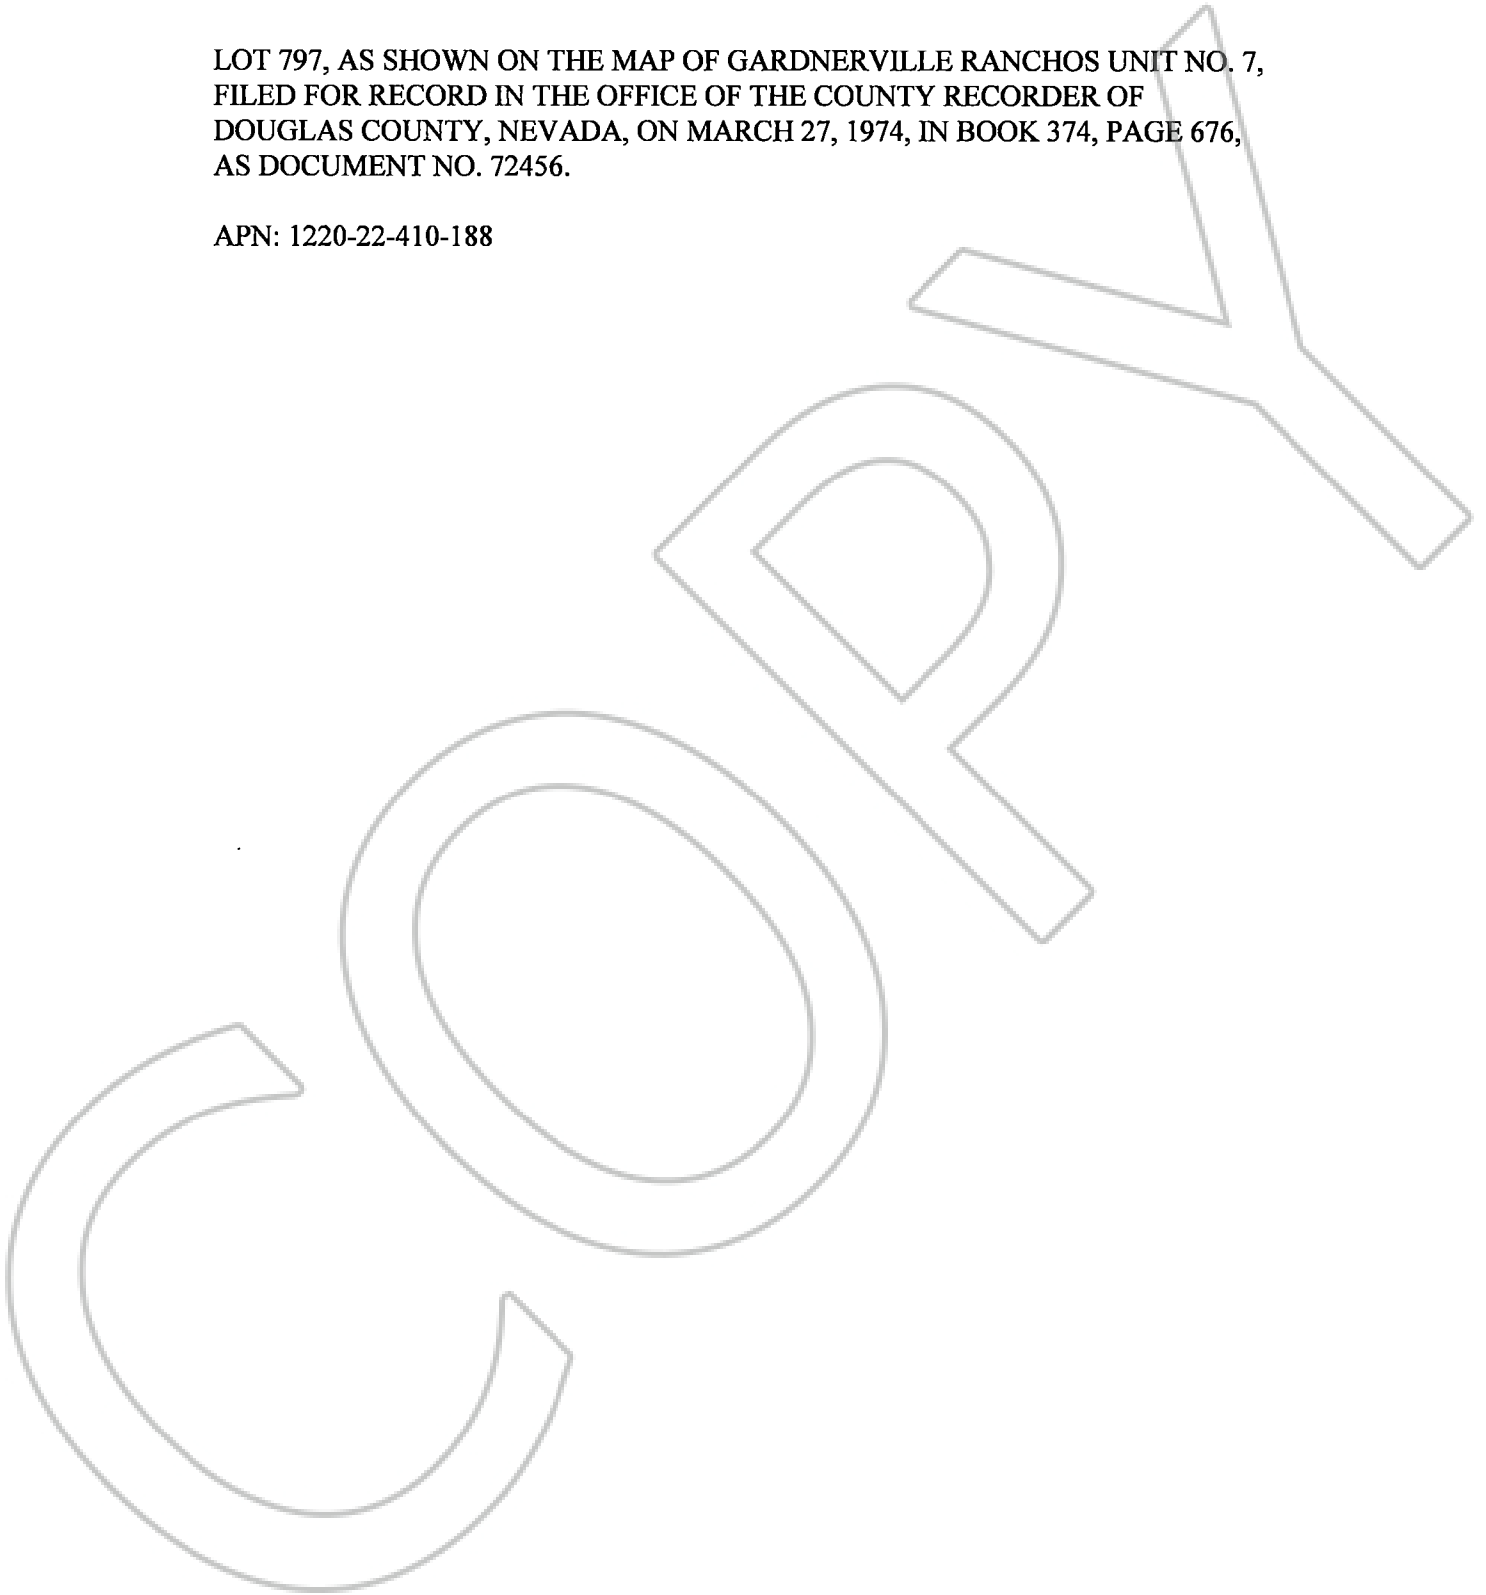 LOT 797, AS SHOWN ON THE MAP OF GARDNERVILLE RANCHOS UNIT NO. 7,
FILED FOR RECORD IN THE OFFICE OF THE COUNTY RECORDER OF
DOUGLAS COUNTY, NEVADA, ON MARCH 27, 1974, IN BOOK 374, PAGE 676,
AS DOCUMENT NO. 72456.
APN: 1220-22-410-188
COPY